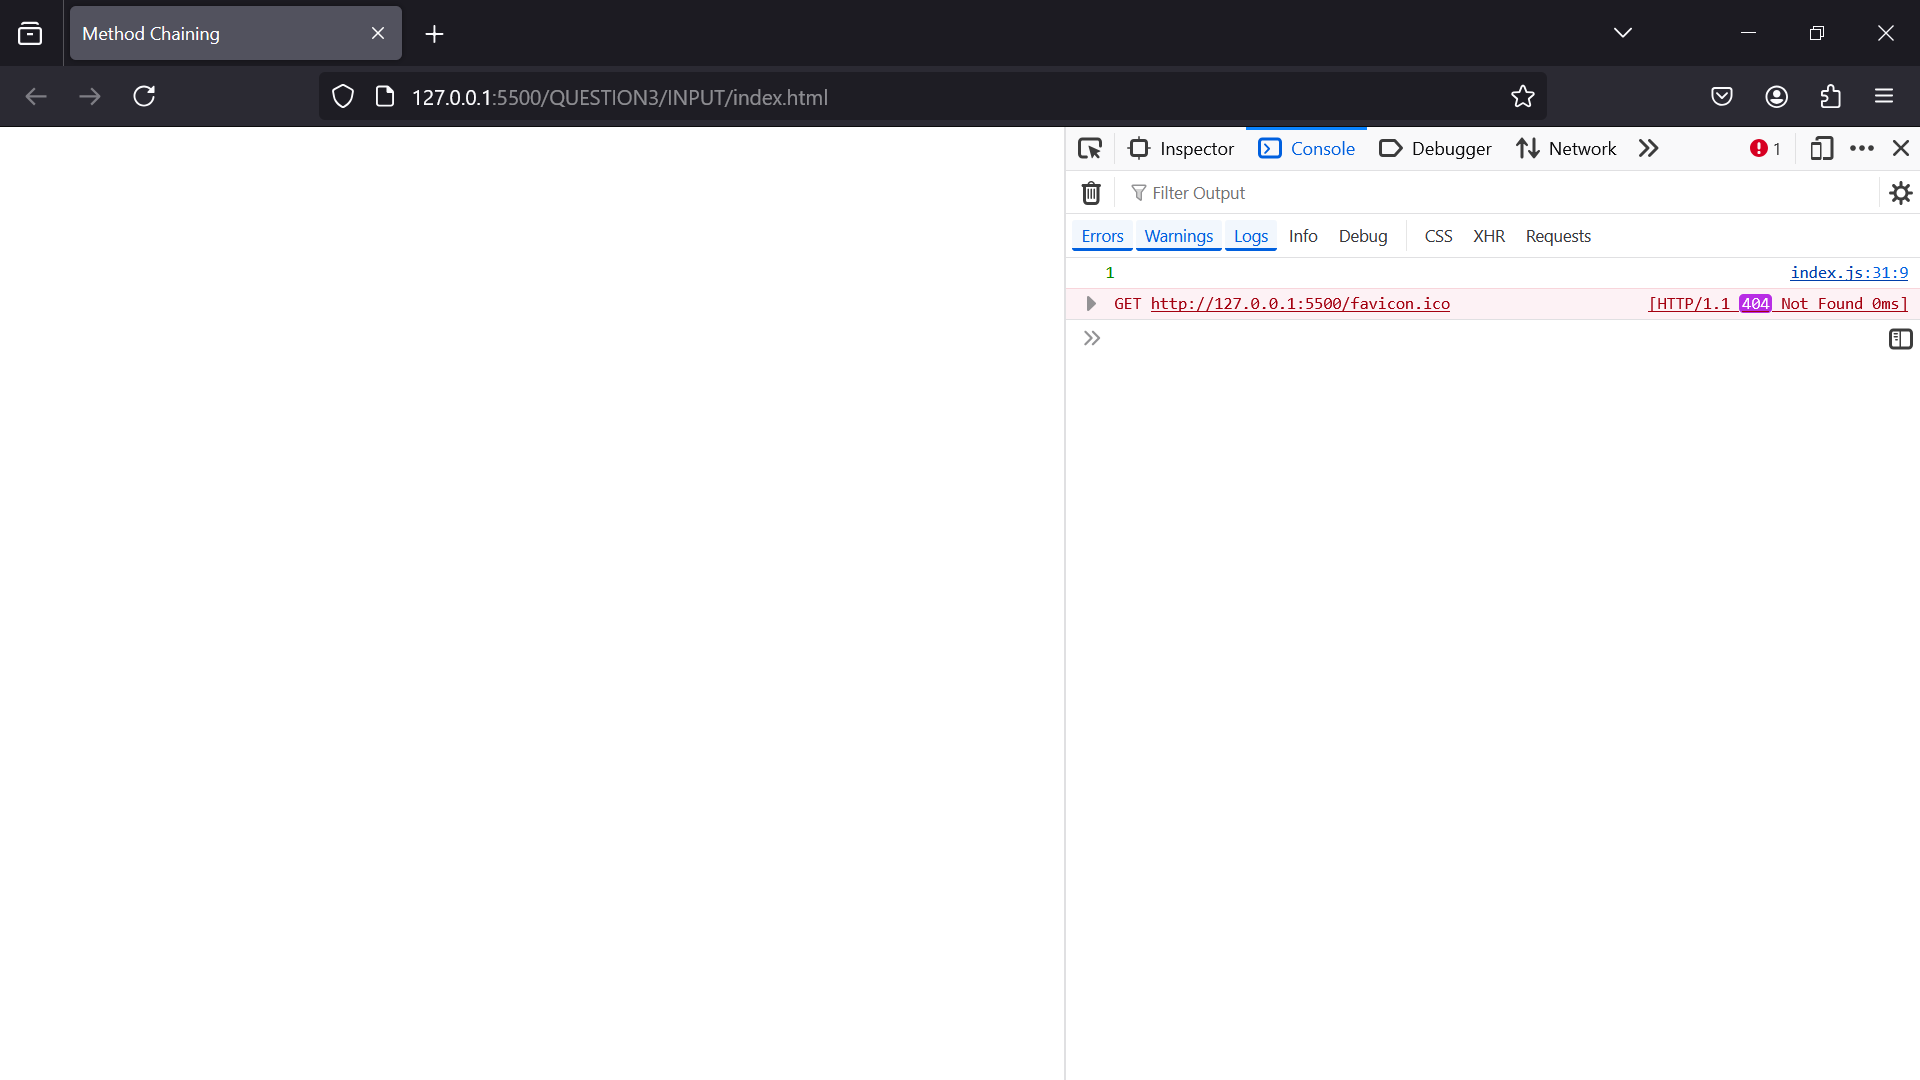 Method Chaining
127.0.0.1:5500/QUESTION3/INPUT/index.html
Inspector Console Debugger Network 1
Filter Output
Errors Warnings Logs Info Debug CSS XHR Requests
1 index.js:31:9
GET http://127.0.0.1:5500/favicon.ico [HTTP/1.1 404 Not Found 0ms]